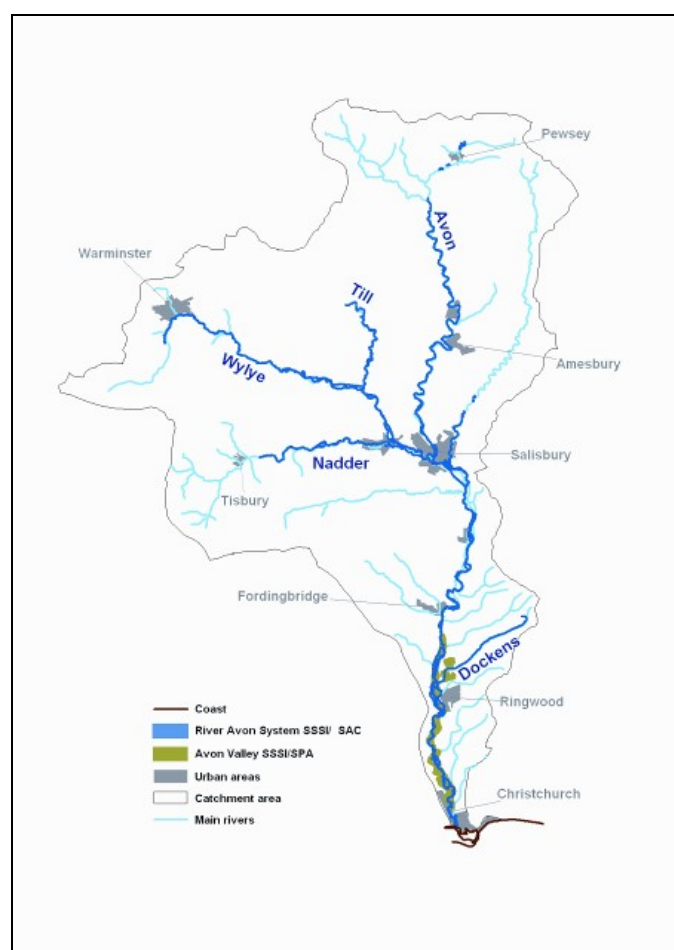 Pewsey
Avon
Warminster
Till
Amesbury
Wylye
Salisbury
Nadder
Tisbury
Fordingbridge
Dockens
Ringwood
Coast
River Avon System SSSI/ SAC
Avon Valley SSSI/SPA
Urban areas
Christchurch
Catchment area
Main rivers